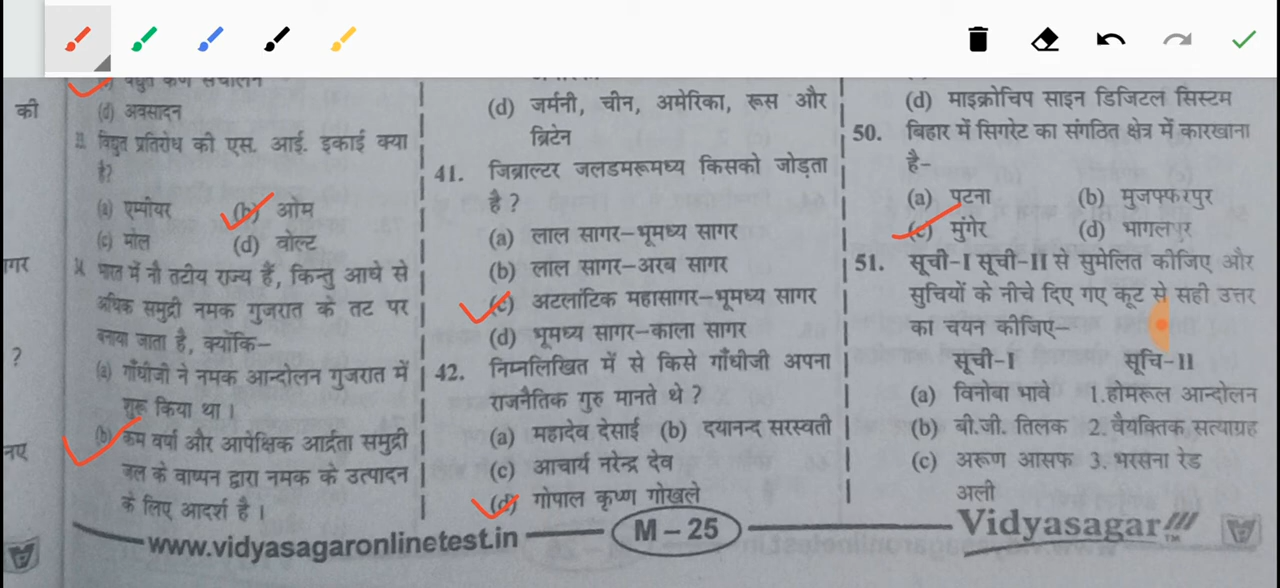 की
गर
?
नए
(d) अवसादन
विद्युत प्रतिरोध की एस. आई. इकाई क्या
है?
(a) एम्पीयर (b) ओम
(c) मोल (d) वोल्ट
भारत में नौ तटीय राज्य हैं, किन्तु आधे से
अधिक समुद्री नमक गुजरात के तट पर
बनाया जाता है, क्योंकि–
(a) गाँधीजी ने नमक आन्दोलन गुजरात में
शुरू किया था।
(b) कम वर्षा और आपेक्षिक आर्द्रता समुद्री
जल के वाष्पन द्वारा नमक के उत्पादन
के लिए आदर्श है।
(d) जर्मनी, चीन, अमेरिका, रूस और
ब्रिटेन
41. जिब्राल्टर जलडमरूमध्य किसको जोड़ता
है ?
(a) लाल सागर–भूमध्य सागर
(b) लाल सागर–अरब सागर
(c) अटलांटिक महासागर–भूमध्य सागर
(d) भूमध्य सागर–काला सागर
42. निम्नलिखित में से किसे गाँधीजी अपना
राजनैतिक गुरु मानते थे ?
(a) महादेव देसाई (b) दयानन्द सरस्वती
(c) आचार्य नरेन्द्र देव
(d) गोपाल कृष्ण गोखले
(d) माइक्रोचिप साइन डिजिटल सिस्टम
50. बिहार में सिगरेट का संगठित क्षेत्र में कारखाना
है–
(a) पटना (b) मुजफ्फरपुर
(c) मुंगेर (d) भागलपुर
51. सूची-I सूची-II से सुमेलित कीजिए और
सुचियों के नीचे दिए गए कूट से सही उत्तर
का चयन कीजिए–
सूची-I सूचि-II
(a) विनोबा भावे 1.होमरूल आन्दोलन
(b) बी.जी. तिलक 2. वैयक्तिक सत्याग्रह
(c) अरूण आसफ 3. भरसना रेड
अली
www.vidyasagaronlinetest.in M – 25 Vidyasagar